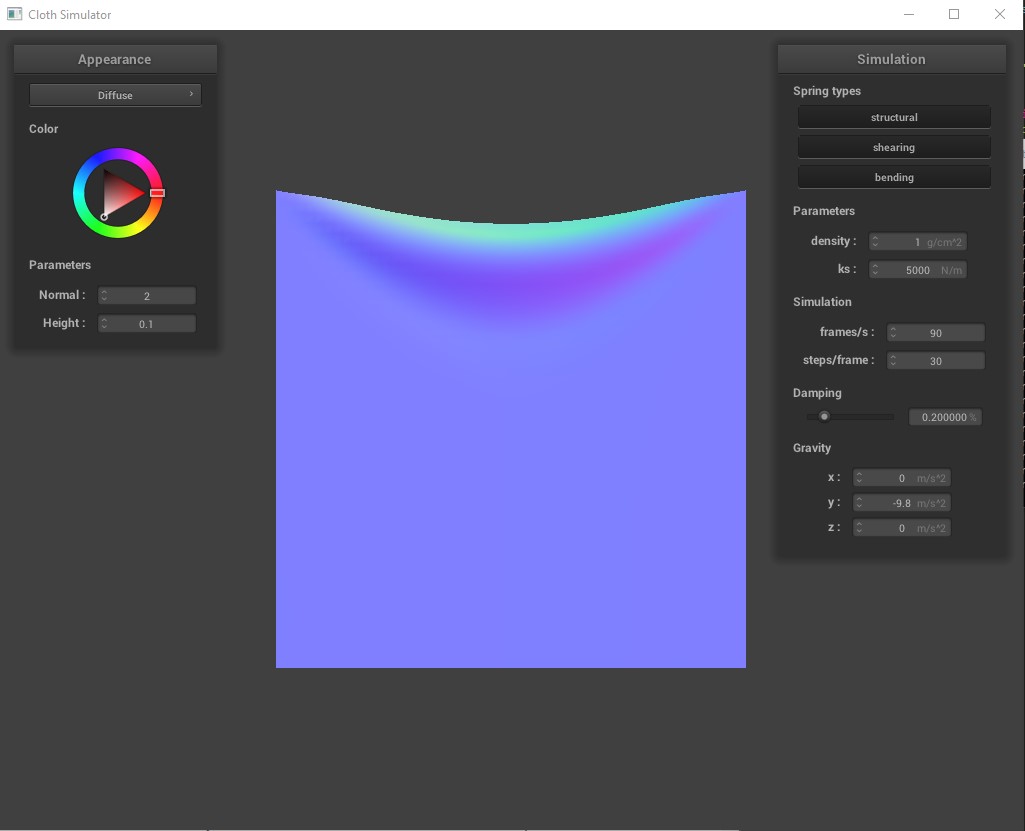 Cloth Simulator
Appearance
Diffuse
Color
Parameters
Normal : 2
Height : 0.1
Simulation
Spring types
structural
shearing
bending
Parameters
density : 1 g/cm^2
ks : 5000 N/m
Simulation
frames/s : 90
steps/frame : 30
Damping
0.200000 %
Gravity
x : 0 m/s^2
y : -9.8 m/s^2
z : 0 m/s^2